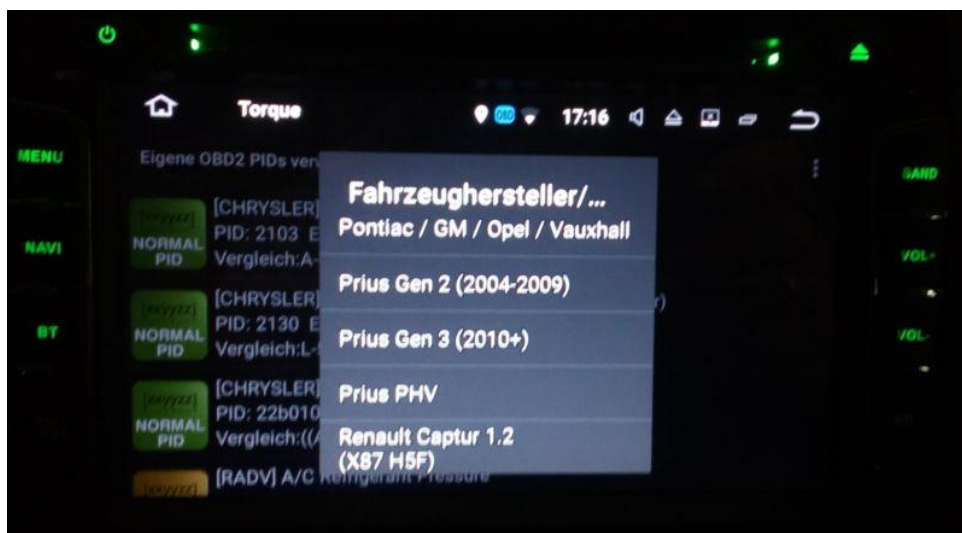 Torque
OBD
17:16
MENU
NAVI
BT
BAND
VOL+
VOL-
Eigene OBD2 PIDs
Fahrzeughersteller/...
Pontiac / GM / Opel / Vauxhall
Prius Gen 2 (2004-2009)
Prius Gen 3 (2010+)
Prius PHV
Renault Captur 1.2
(X87 H5F)
NORMAL
PID
[CHRYSLER]
PID: 2103
Vergleich:A-
NORMAL
PID
[CHRYSLER]
PID: 2130
Vergleich:L-
NORMAL
PID
[CHRYSLER]
PID: 22b010
Vergleich:((
[RADV] A/C Refrigerant Pressure